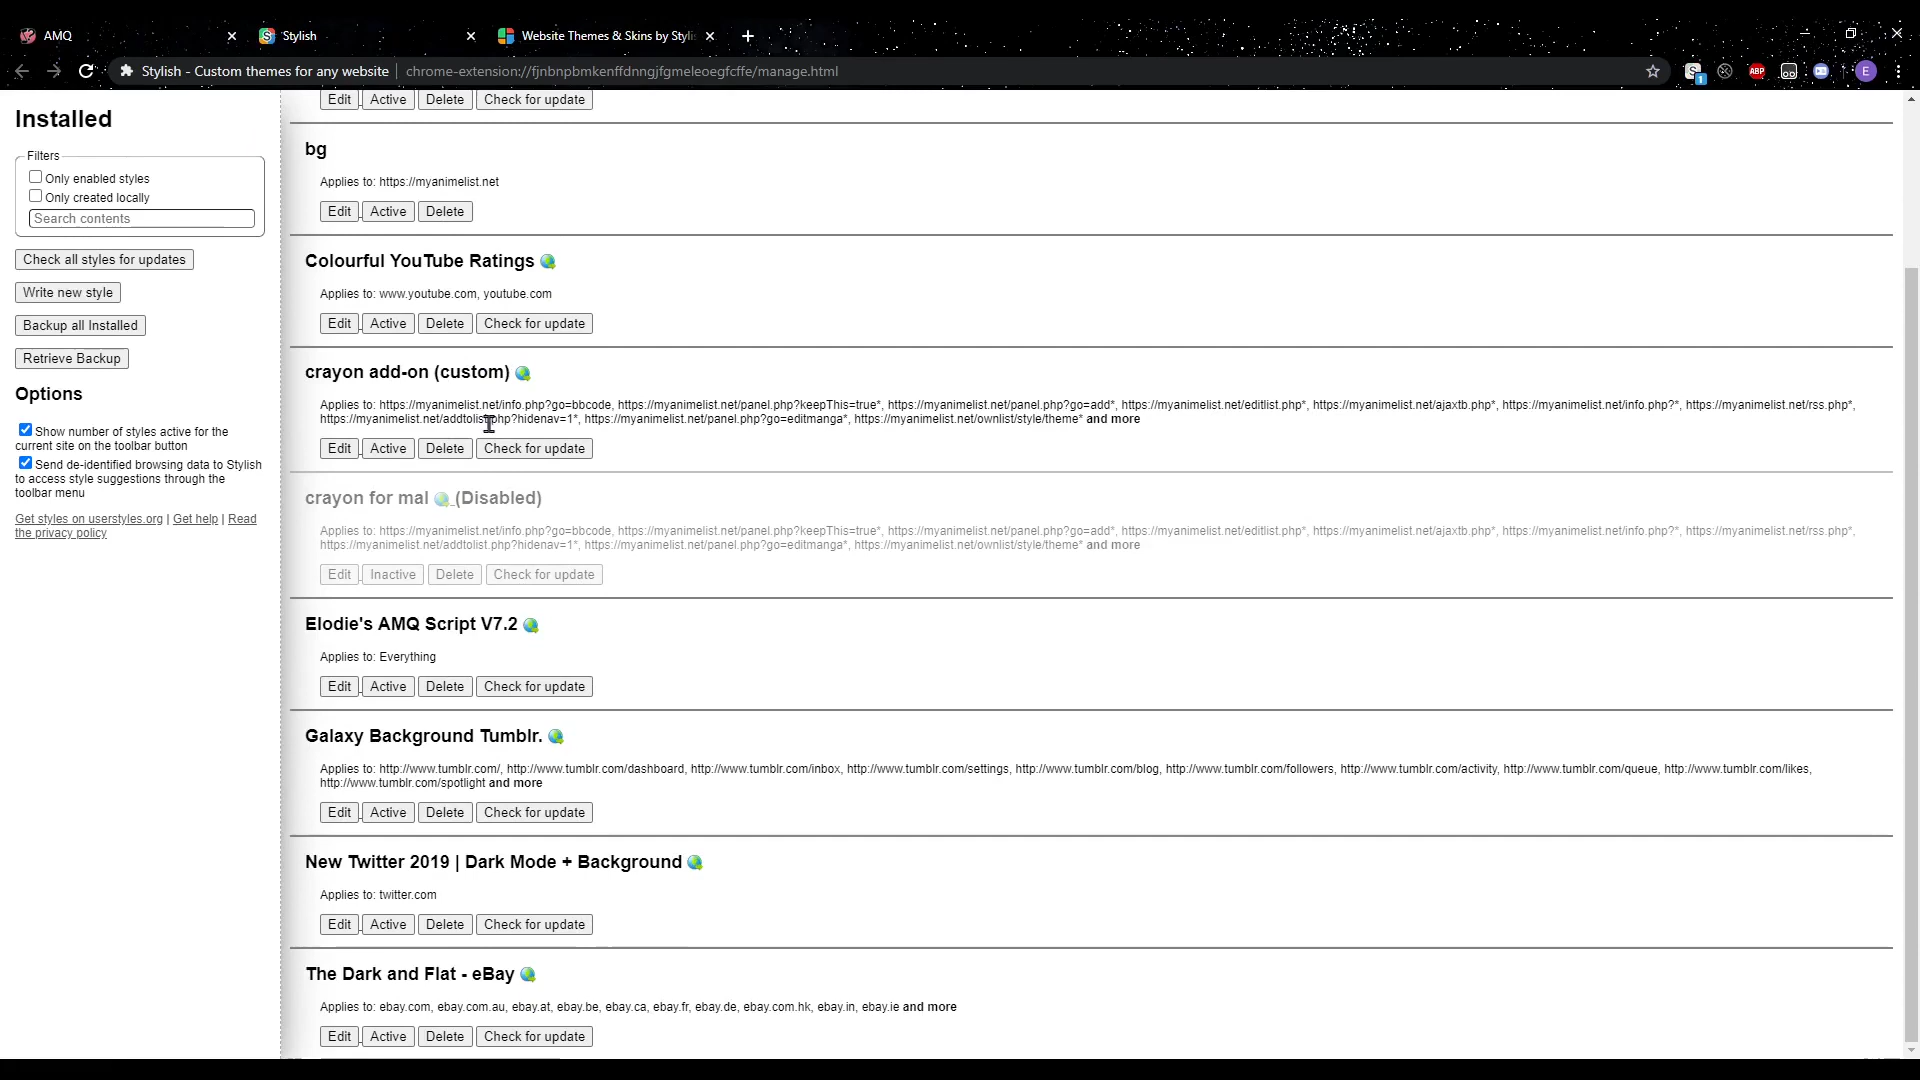 AMQ
Stylish
Website Themes & Skins by Styli
Stylish - Custom themes for any website
chrome-extension://fjnbnpbmkenffdnngjfgmeleoegfcffe/manage.html
S
1
ABP
E
Installed
Filters
Only enabled styles
Only created locally
Search contents
Check all styles for updates
Write new style
Backup all Installed
Retrieve Backup
Options
Show number of styles active for the
current site on the toolbar button
Send de-identified browsing data to Stylish
to access style suggestions through the
toolbar menu
Get styles on userstyles.org | Get help | Read
the privacy policy
Edit Active Delete Check for update
bg
Applies to: https://myanimelist.net
Edit Active Delete
Colourful YouTube Ratings
Applies to: www.youtube.com, youtube.com
Edit Active Delete Check for update
crayon add-on (custom)
Applies to: https://myanimelist.net/info.php?go=bbcode, https://myanimelist.net/panel.php?keepThis=true*, https://myanimelist.net/panel.php?go=add*, https://myanimelist.net/editlist.php*, https://myanimelist.net/ajaxtb.php*, https://myanimelist.net/info.php?*, https://myanimelist.net/rss.php*,
https://myanimelist.net/addtolist.php?hidenav=1*, https://myanimelist.net/panel.php?go=editmanga*, https://myanimelist.net/ownlist/style/theme* and more
Edit Active Delete Check for update
crayon for mal (Disabled)
Applies to: https://myanimelist.net/info.php?go=bbcode, https://myanimelist.net/panel.php?keepThis=true*, https://myanimelist.net/panel.php?go=add*, https://myanimelist.net/editlist.php*, https://myanimelist.net/ajaxtb.php*, https://myanimelist.net/info.php?*, https://myanimelist.net/rss.php*,
https://myanimelist.net/addtolist.php?hidenav=1*, https://myanimelist.net/panel.php?go=editmanga*, https://myanimelist.net/ownlist/style/theme* and more
Edit Inactive Delete Check for update
Elodie's AMQ Script V7.2
Applies to: Everything
Edit Active Delete Check for update
Galaxy Background Tumblr.
Applies to: http://www.tumblr.com/, http://www.tumblr.com/dashboard, http://www.tumblr.com/inbox, http://www.tumblr.com/settings, http://www.tumblr.com/blog, http://www.tumblr.com/followers, http://www.tumblr.com/activity, http://www.tumblr.com/queue, http://www.tumblr.com/likes,
http://www.tumblr.com/spotlight and more
Edit Active Delete Check for update
New Twitter 2019 | Dark Mode + Background
Applies to: twitter.com
Edit Active Delete Check for update
The Dark and Flat - eBay
Applies to: ebay.com, ebay.com.au, ebay.at, ebay.be, ebay.ca, ebay.fr, ebay.de, ebay.com.hk, ebay.in, ebay.ie and more
Edit Active Delete Check for update